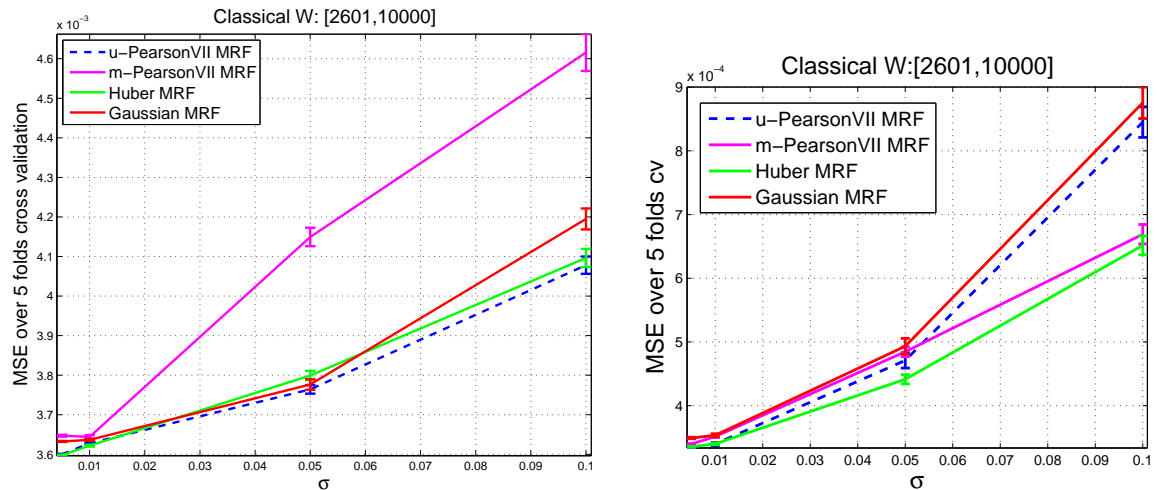 Classical W: [2601,10000]
x 10⁻³
u−PearsonVII MRF
m−PearsonVII MRF
Huber MRF
Gaussian MRF
MSE over 5 folds cross validation
4.6
4.5
4.4
4.3
4.2
4.1
4
3.9
3.8
3.7
3.6
0.01 0.02 0.03 0.04 0.05 0.06 0.07 0.08 0.09 0.1
σ
Classical W:[2601,10000]
x 10⁻⁴
u−PearsonVII MRF
m−PearsonVII MRF
Huber MRF
Gaussian MRF
MSE over 5 folds cv
9
8
7
6
5
4
0.01 0.02 0.03 0.04 0.05 0.06 0.07 0.08 0.09 0.1
σ